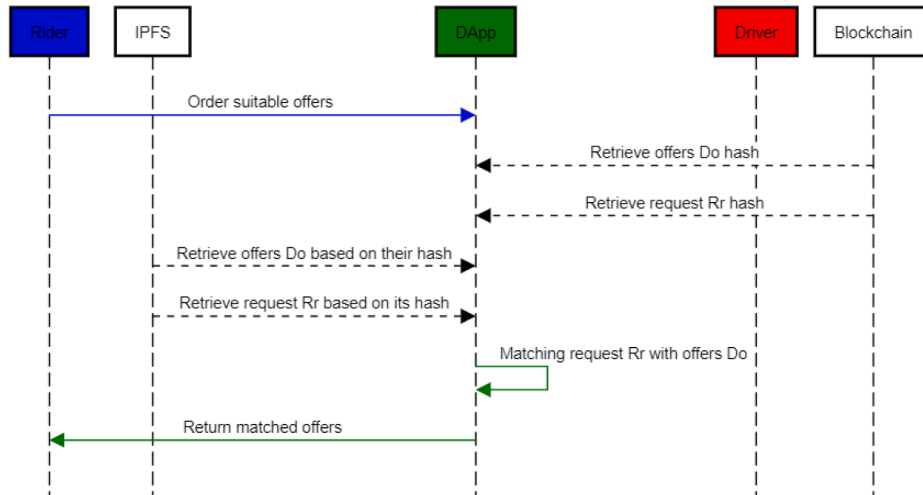 Rider
IPFS
DApp
Driver
Blockchain
Order suitable offers
Retrieve offers Do hash
Retrieve request Rr hash
Retrieve offers Do based on their hash
Retrieve request Rr based on its hash
Matching request Rr with offers Do
Return matched offers